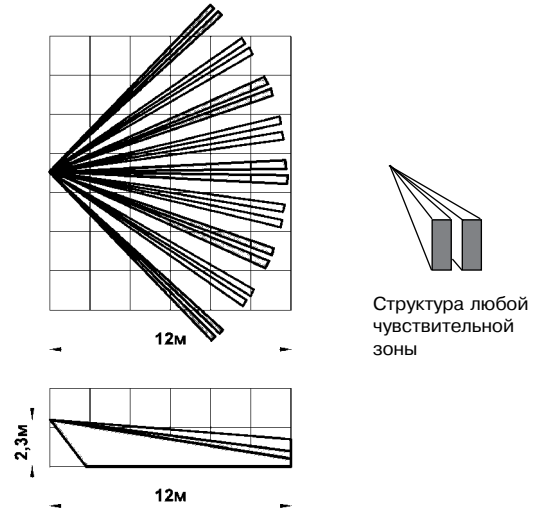 12м
Структура любой
чувствительной
зоны
2,3м
12м